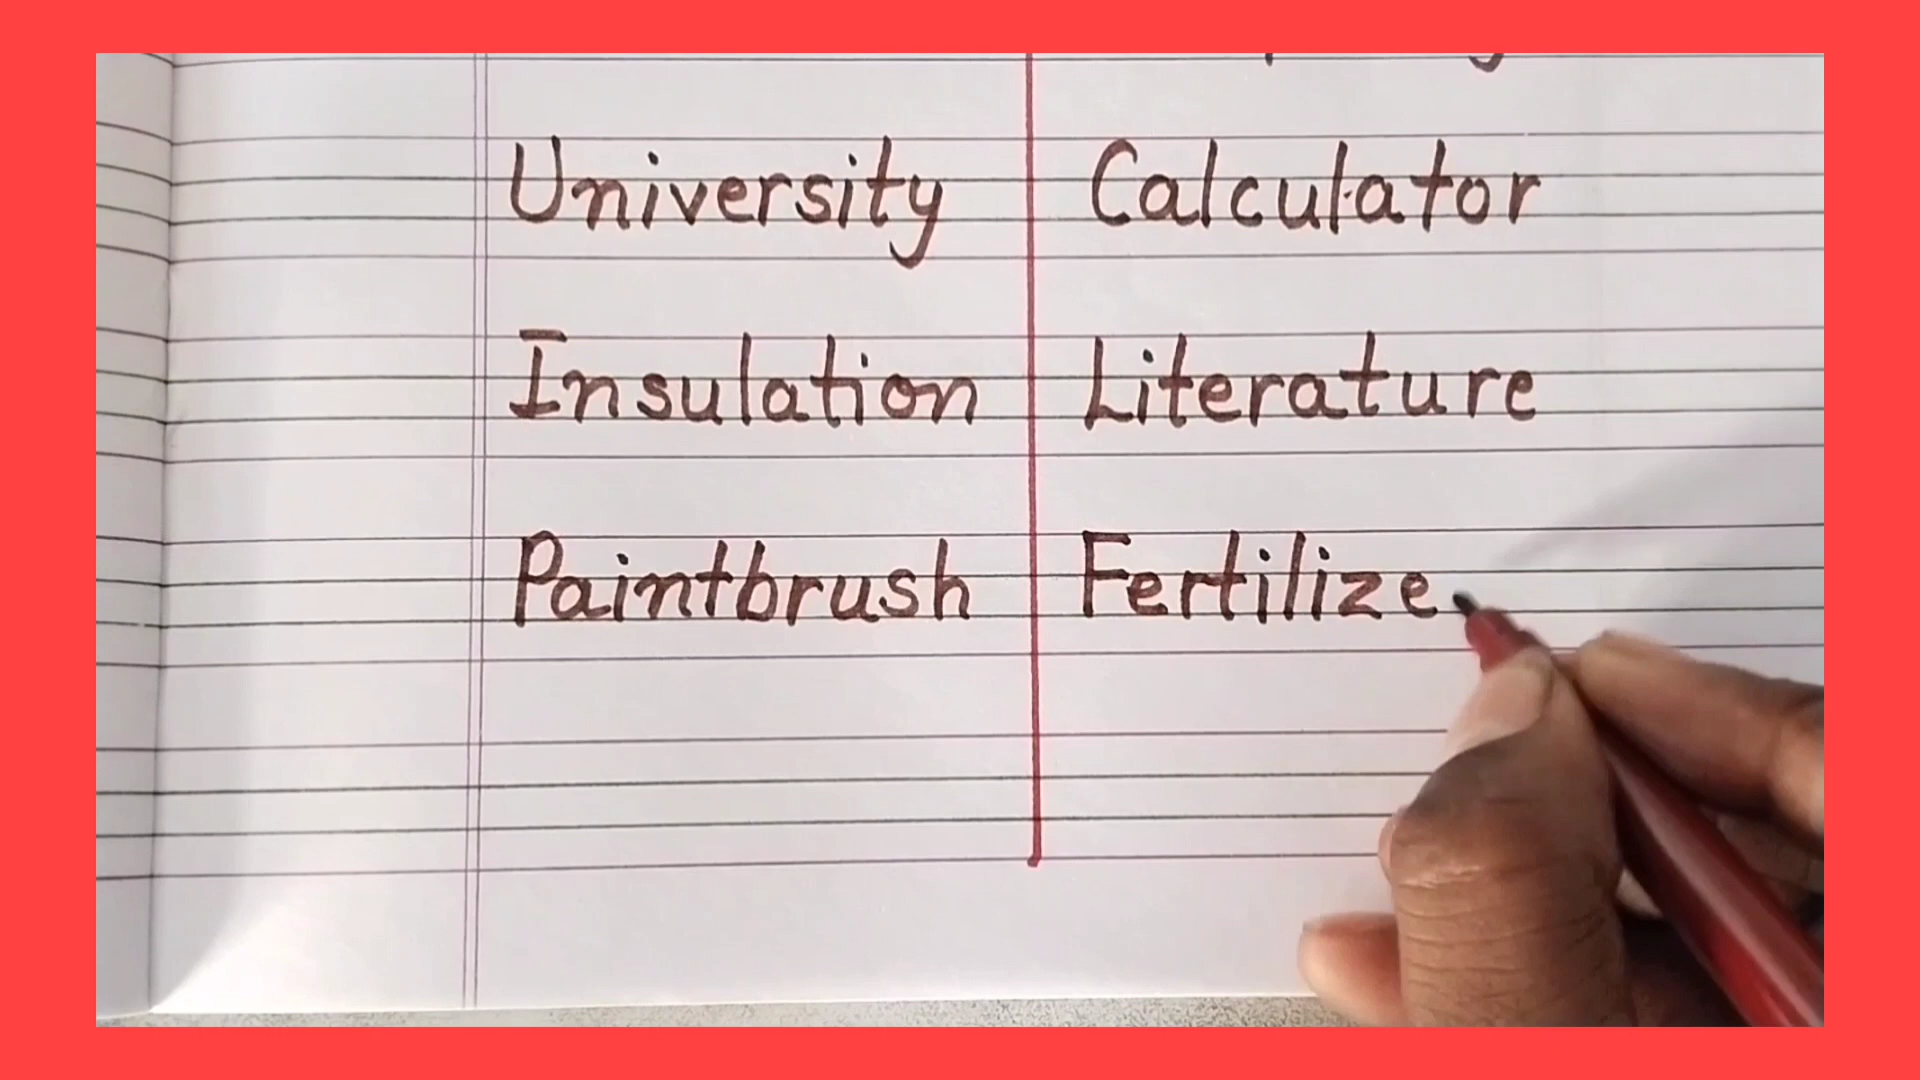 University Calculator
Insulation Literature
Paintbrush Fertilize